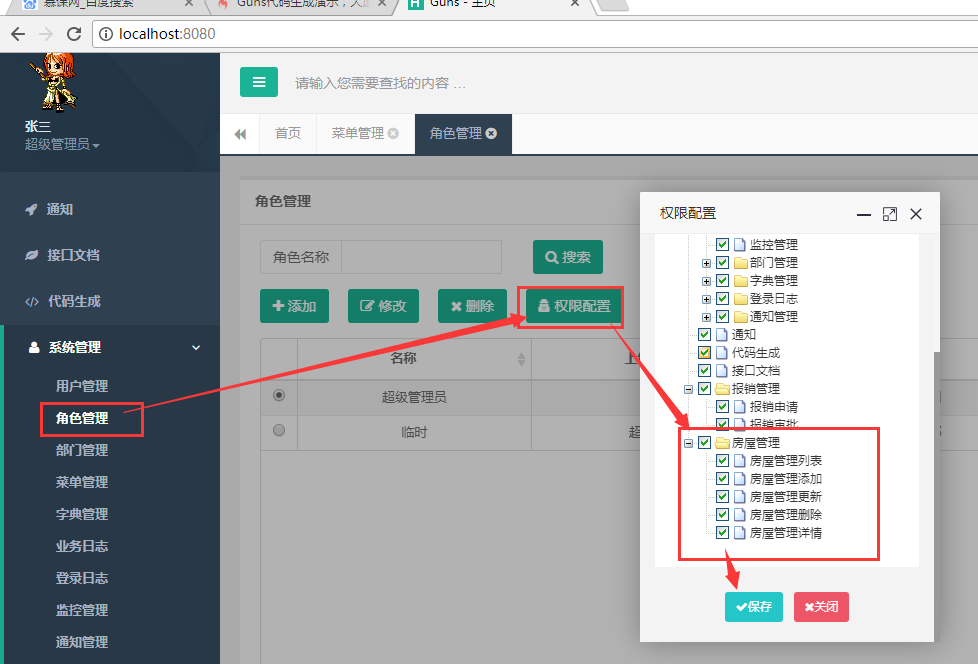 慕课网_百度搜索
Guns代码生成演示，大
Guns - 主页
localhost:8080
张三
超级管理员
请输入您需要查找的内容 …
首页
菜单管理
角色管理
通知
接口文档
代码生成
系统管理
用户管理
角色管理
部门管理
菜单管理
字典管理
业务日志
登录日志
监控管理
通知管理
角色管理
角色名称
搜索
添加
修改
删除
权限配置
名称
上
超级管理员
临时
超
权限配置
监控管理
部门管理
字典管理
登录日志
通知管理
通知
代码生成
接口文档
报销管理
报销申请
报销审批
房屋管理
房屋管理列表
房屋管理添加
房屋管理更新
房屋管理删除
房屋管理详情
保存
关闭